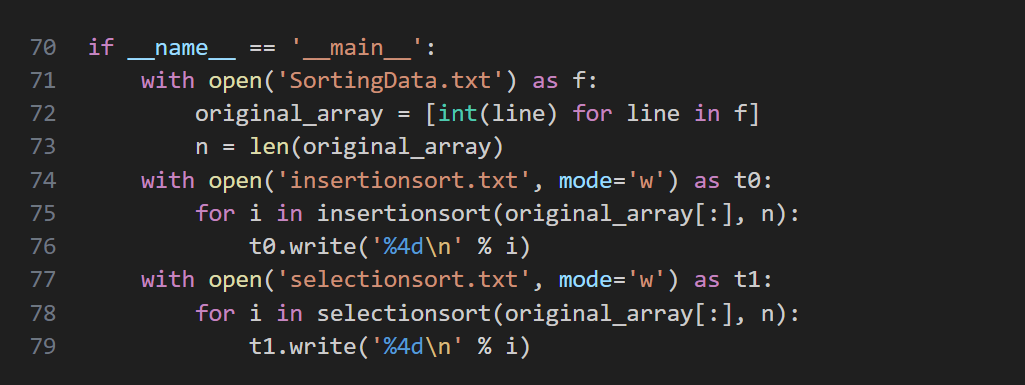 70 if __name__ == '__main__':
71     with open('SortingData.txt') as f:
72         original_array = [int(line) for line in f]
73         n = len(original_array)
74     with open('insertionsort.txt', mode='w') as t0:
75         for i in insertionsort(original_array[:], n):
76             t0.write('%4d\n' % i)
77     with open('selectionsort.txt', mode='w') as t1:
78         for i in selectionsort(original_array[:], n):
79             t1.write('%4d\n' % i)